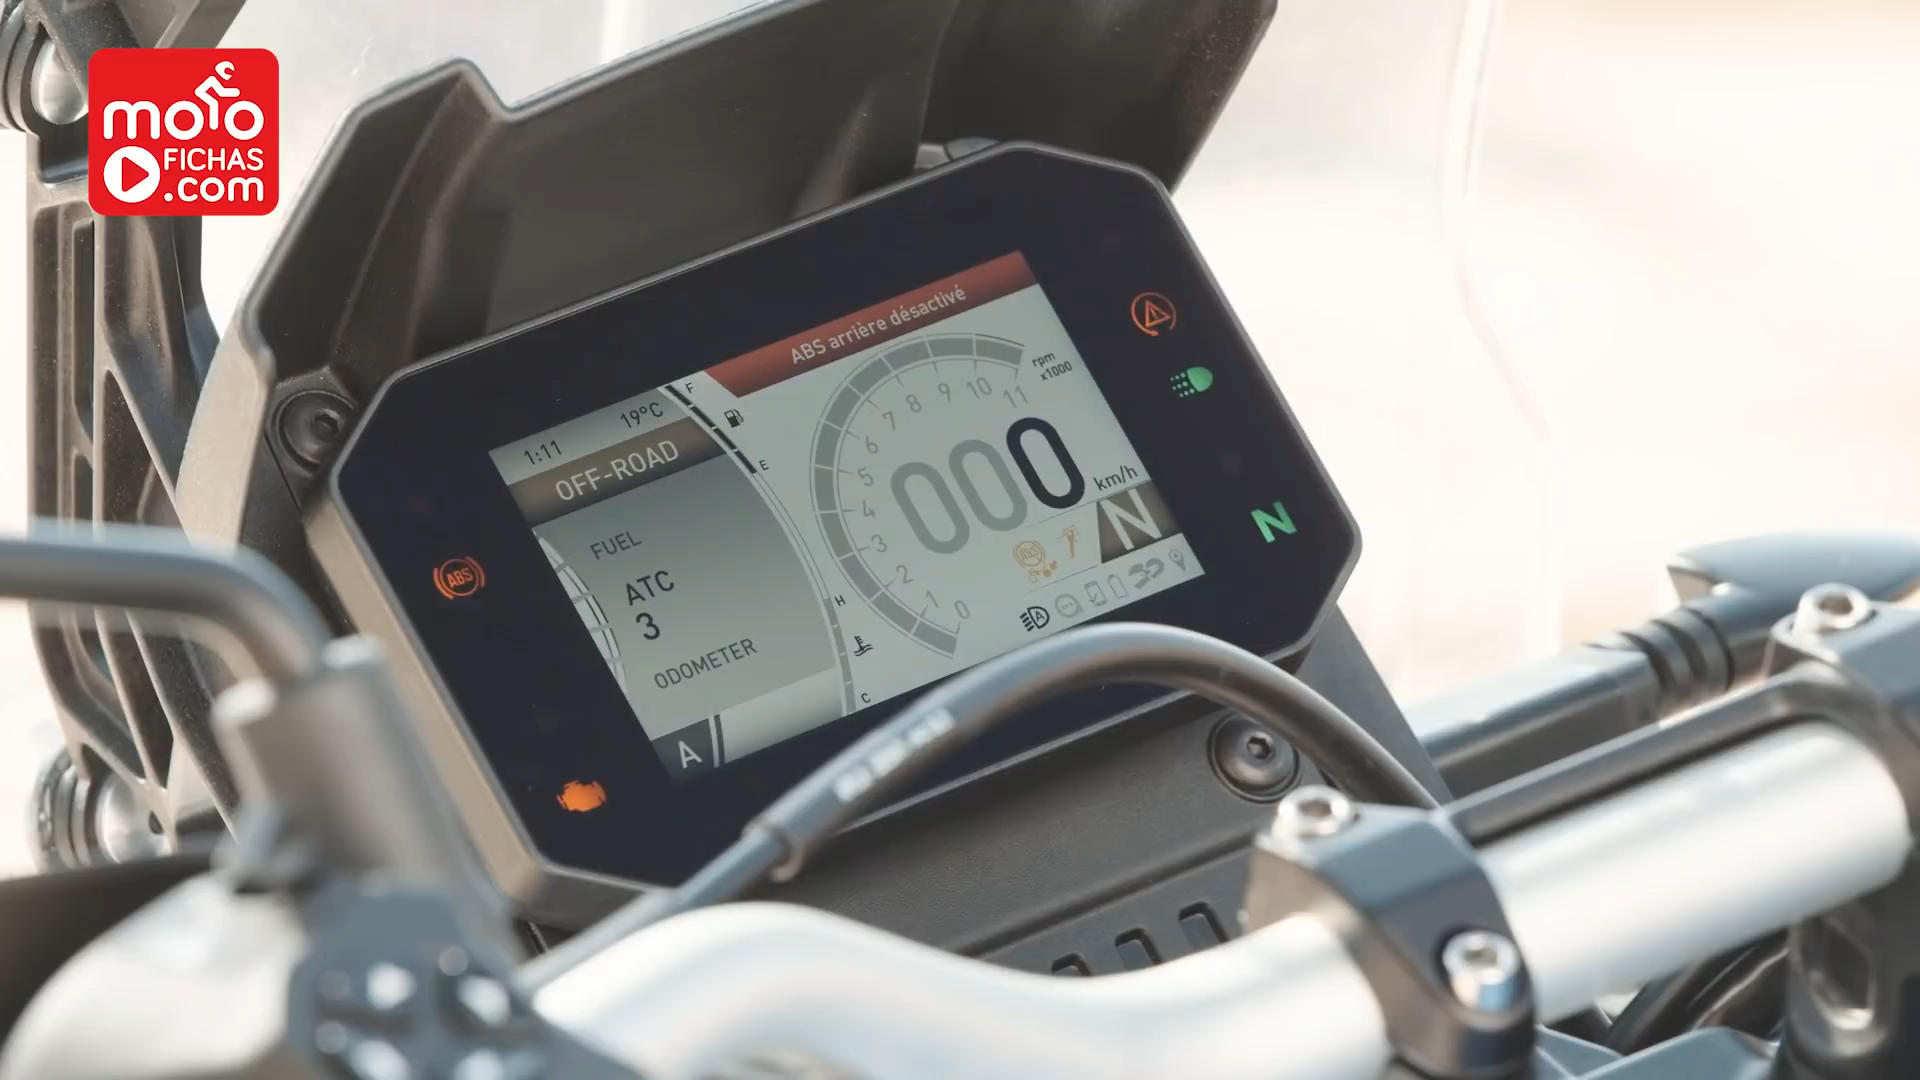 moto
FICHAS
.com
ABS arrière désactivé
1:11
19°C
F
E
rpm
x1000
OFF-ROAD
FUEL
ATC
3
ODOMETER
A
0
1
2
3
4
5
6
7
8
9
10
11
000
km/h
N
N
ABS
ABS
A
H
C